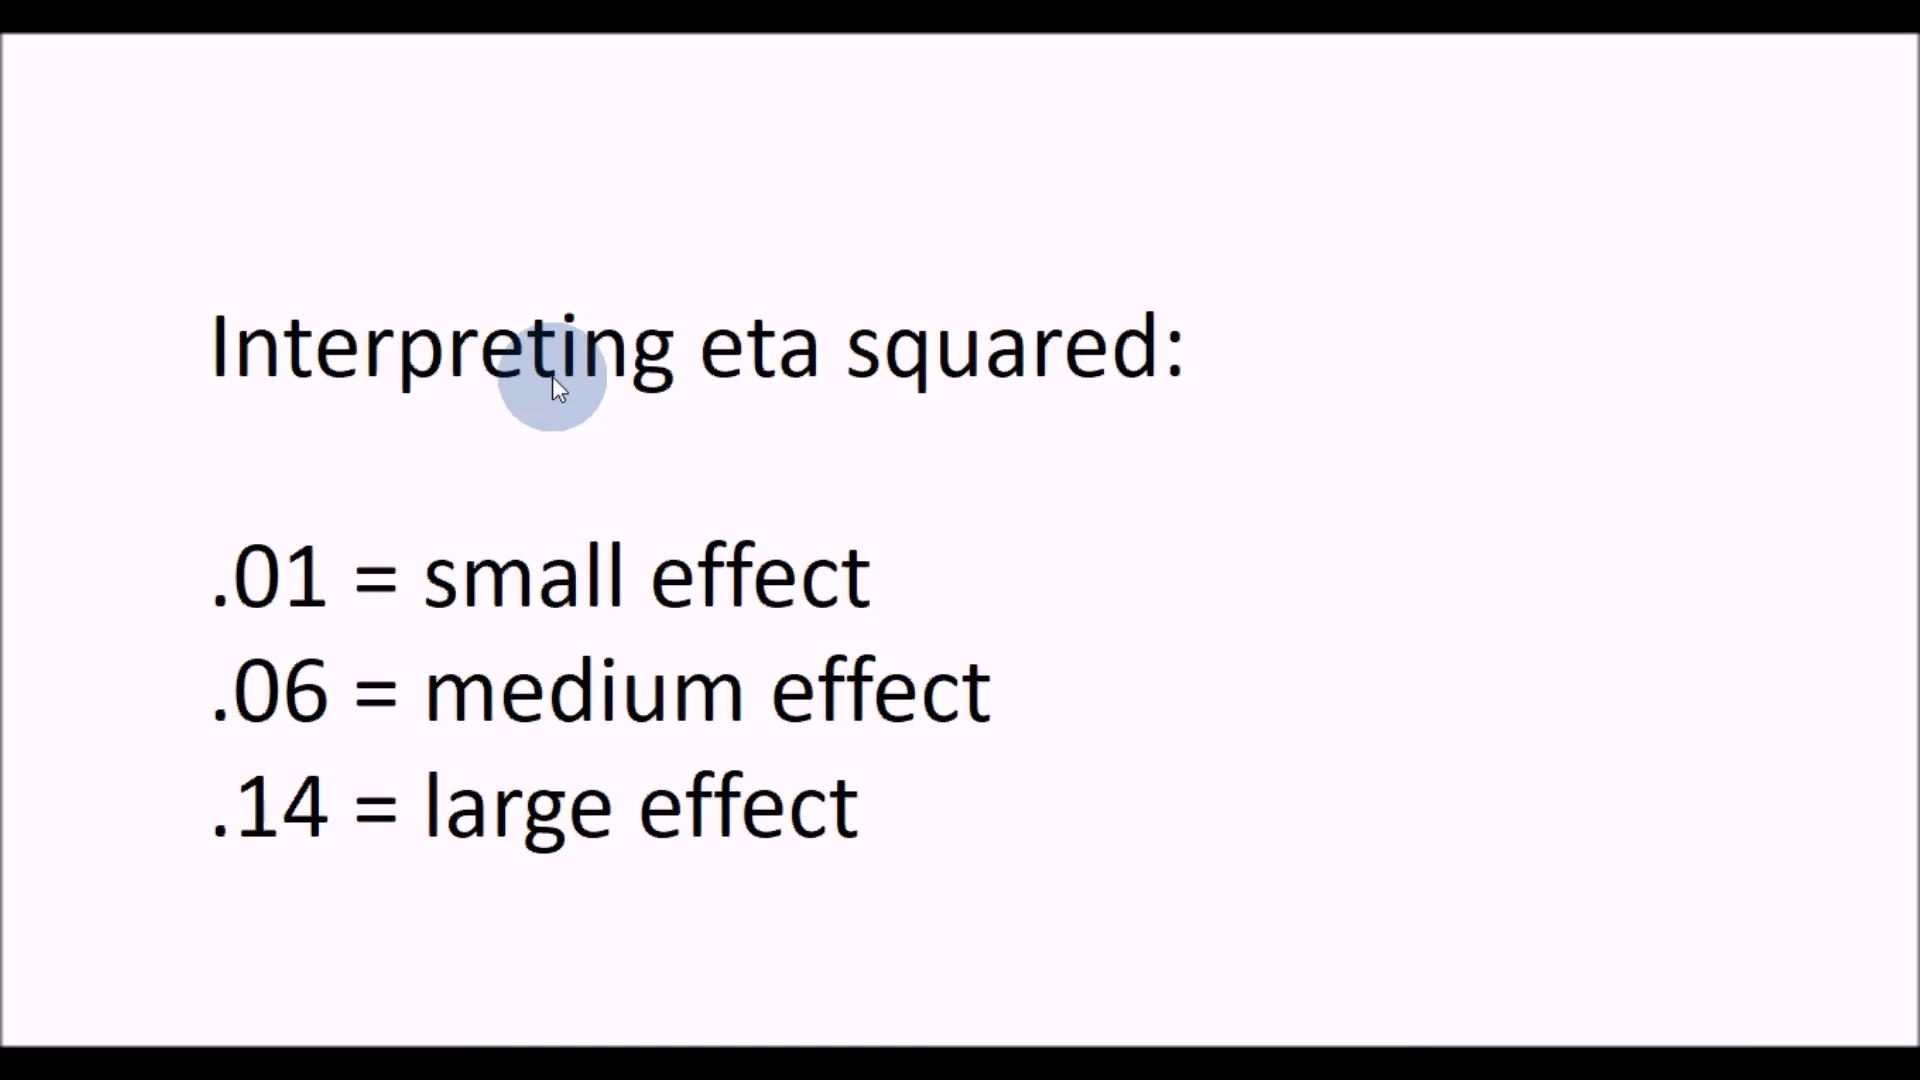 Interpreting eta squared:
.01 = small effect
.06 = medium effect
.14 = large effect